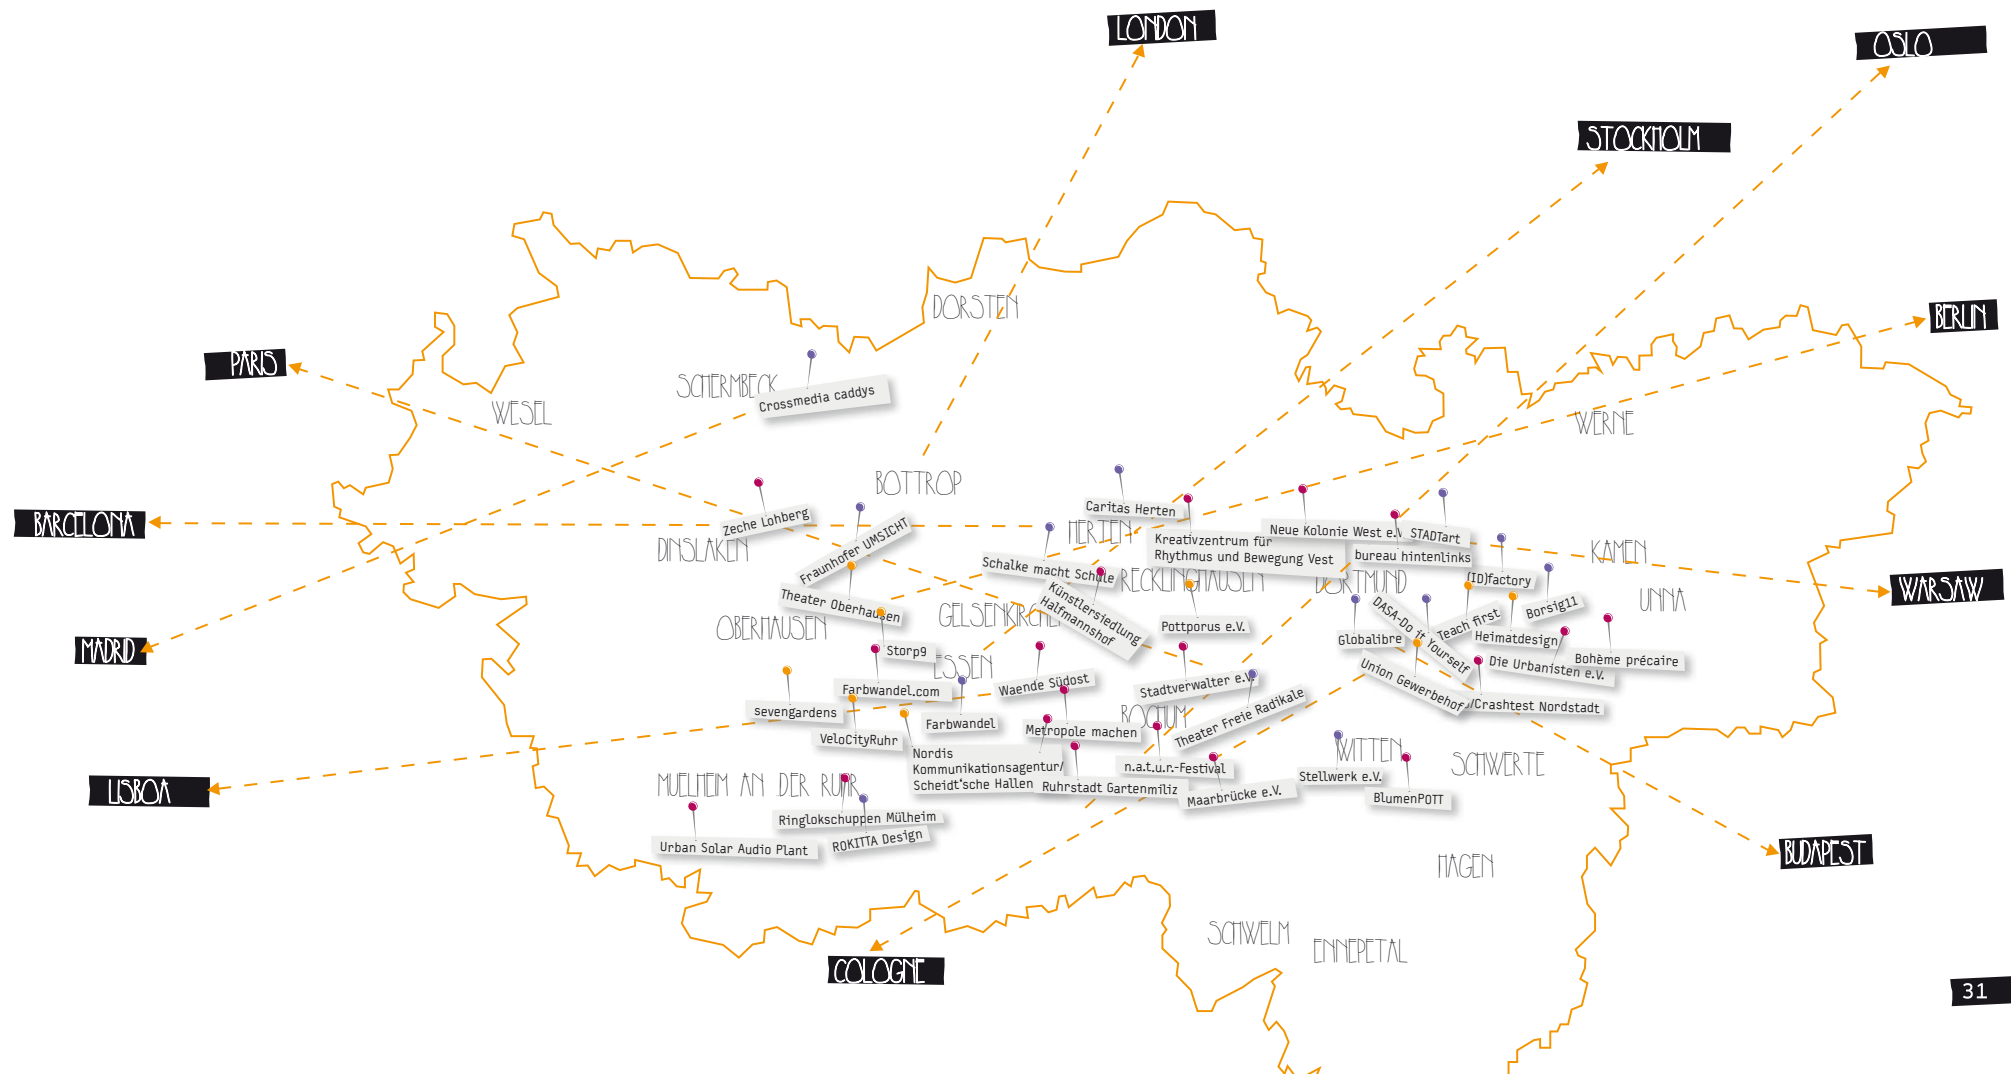 LONDON
OSLO
STOCKHOLM
BERLIN
DORSTEN
PARIS
SCHERMBECK
Crossmedia caddys
WESEL
WERNE
BOTTROP
Caritas Herten
BARCELONA
Zeche Lohberg
Fraunhofer UMSICHT
HERTEN
Neue Kolonie West e.V
STADTart
Kreativzentrum für
Rhythmus und Bewegung Vest
bureau hintenlinks
KAMEN
DINSLAKEN
Schalke macht Schule
RECKLINGHAUSEN
DORTMUND
(ID)factory
WARSAW
Theater Oberhausen
GELSENKIRCHE
Künstlersiedlung
Halfmannshof
Borsig11
UNNA
OBERHAUSEN
Pottporus e.V.
DASA-Do it Yourself
Teach first
Globalibre
Heimatdesign
MADRID
Storp9
ESSEN
Die Urbanisten e.V.
Bohème précaire
Farbwandel.com
Waende Südost
Stadtverwalter e.V.
Union Gewerbehof
/Crashtest Nordstadt
sevengardens
Farbwandel
BOCHUM
Theater Freie Radikale
VeloCityRuhr
Metropole machen
WITTEN
SCHWERTE
Nordis
Kommunikationsagentur/
Scheidt'sche Hallen
n.a.t.u.r.-Festival
Stellwerk e.V.
LISBOA
MUELHEIM AN DER RUHR
Ruhrstadt Gartenmiliz
Maarbrücke e.V.
BlumenPOTT
Ringlokschuppen Mülheim
Urban Solar Audio Plant
ROKITTA Design
BUDAPEST
HAGEN
SCHWELM
ENNEPETAL
COLOGNE
31